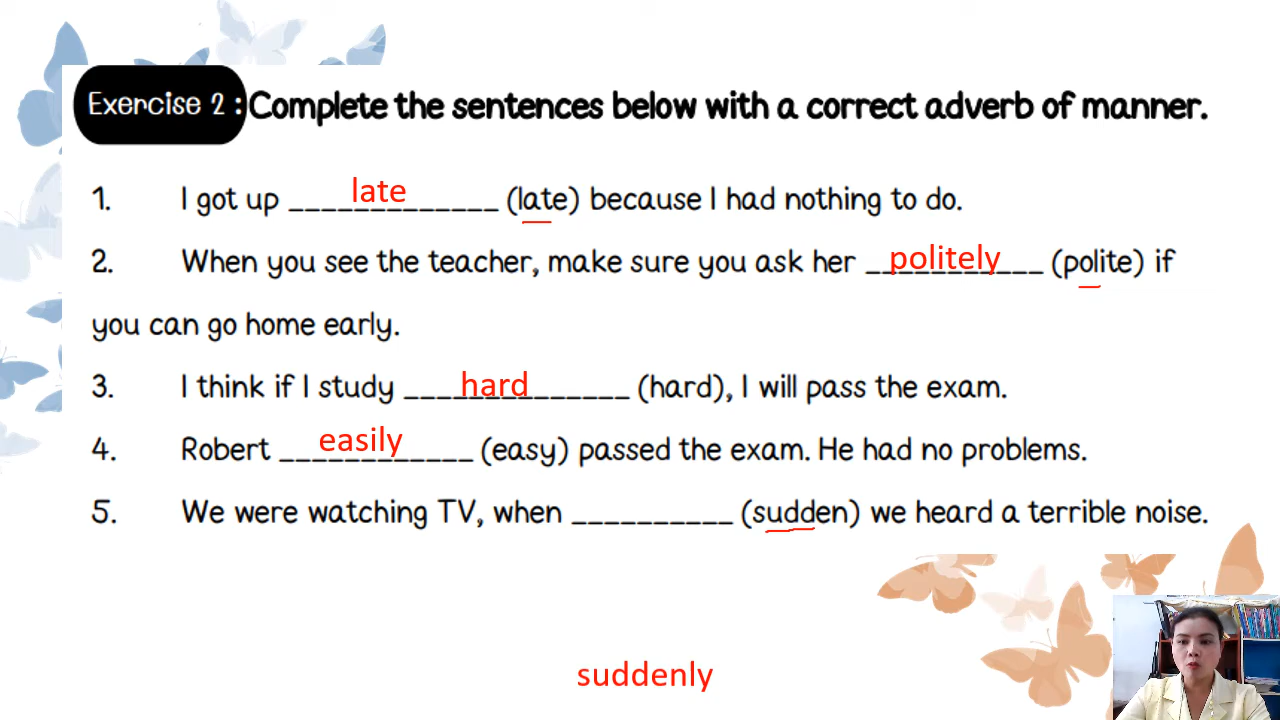 Exercise 2 : Complete the sentences below with a correct adverb of manner.
1. I got up _____late_____ (late) because I had nothing to do.
2. When you see the teacher, make sure you ask her ___politely___ (polite) if
you can go home early.
3. I think if I study _____hard_____ (hard), I will pass the exam.
4. Robert ___easily___ (easy) passed the exam. He had no problems.
5. We were watching TV, when __________ (sudden) we heard a terrible noise.
suddenly